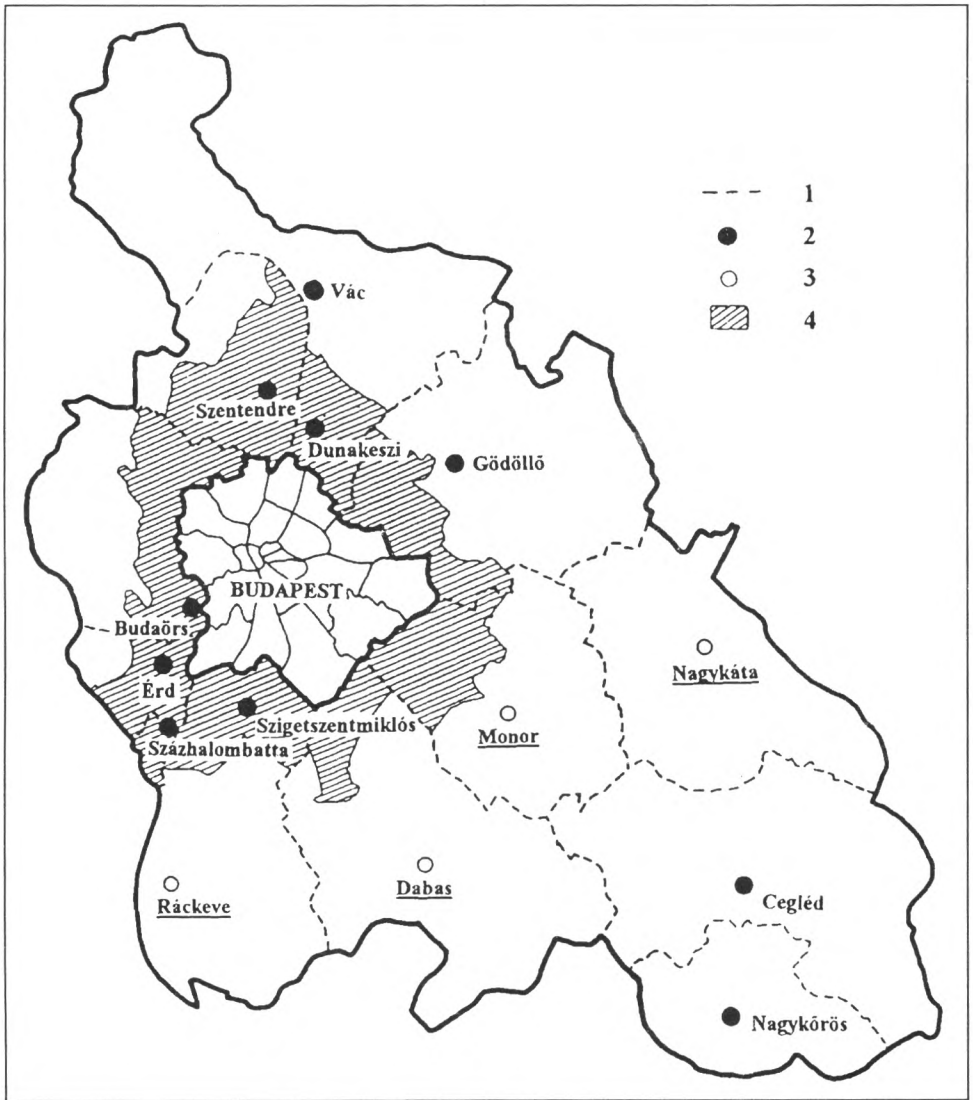 1
2
3
4
Vác
Szentendre
Dunakeszi
Gödöllő
BUDAPEST
Budaörs
Érd
Nagykáta
Szigetszentmiklós
Monor
Százhalombatta
Ráckeve
Dabas
Cegléd
Nagykőrös